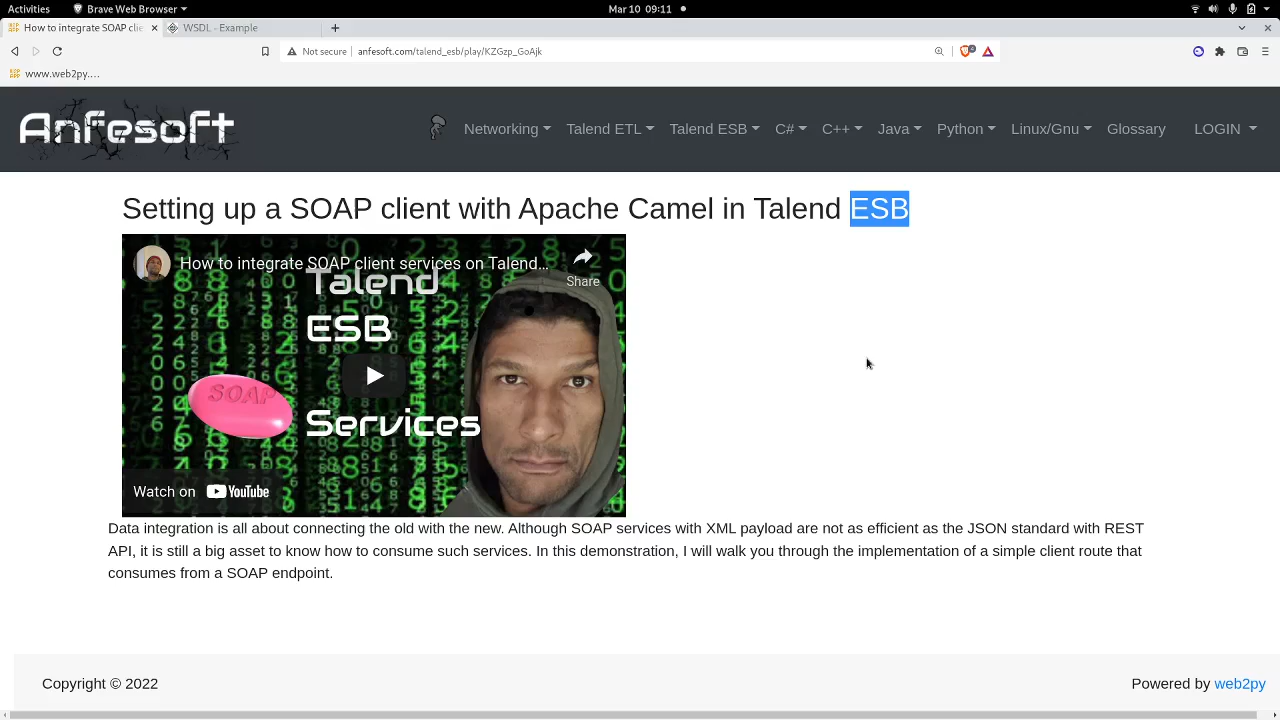 Activities Brave Web Browser Mar 10 09:11
How to integrate SOAP clie WSDL - Example
Not secure anfesoft.com/talend_esb/play/KZGzp_GoAjk
www.web2py....
Anfesoft Networking Talend ETL Talend ESB C# C++ Java Python Linux/Gnu Glossary LOGIN
Setting up a SOAP client with Apache Camel in Talend ESB
How to integrate SOAP client services on Talend...
Share
Talend
ESB
SOAP
Services
Watch on YouTube
Data integration is all about connecting the old with the new. Although SOAP services with XML payload are not as efficient as the JSON standard with REST
API, it is still a big asset to know how to consume such services. In this demonstration, I will walk you through the implementation of a simple client route that
consumes from a SOAP endpoint.
Copyright © 2022 Powered by web2py